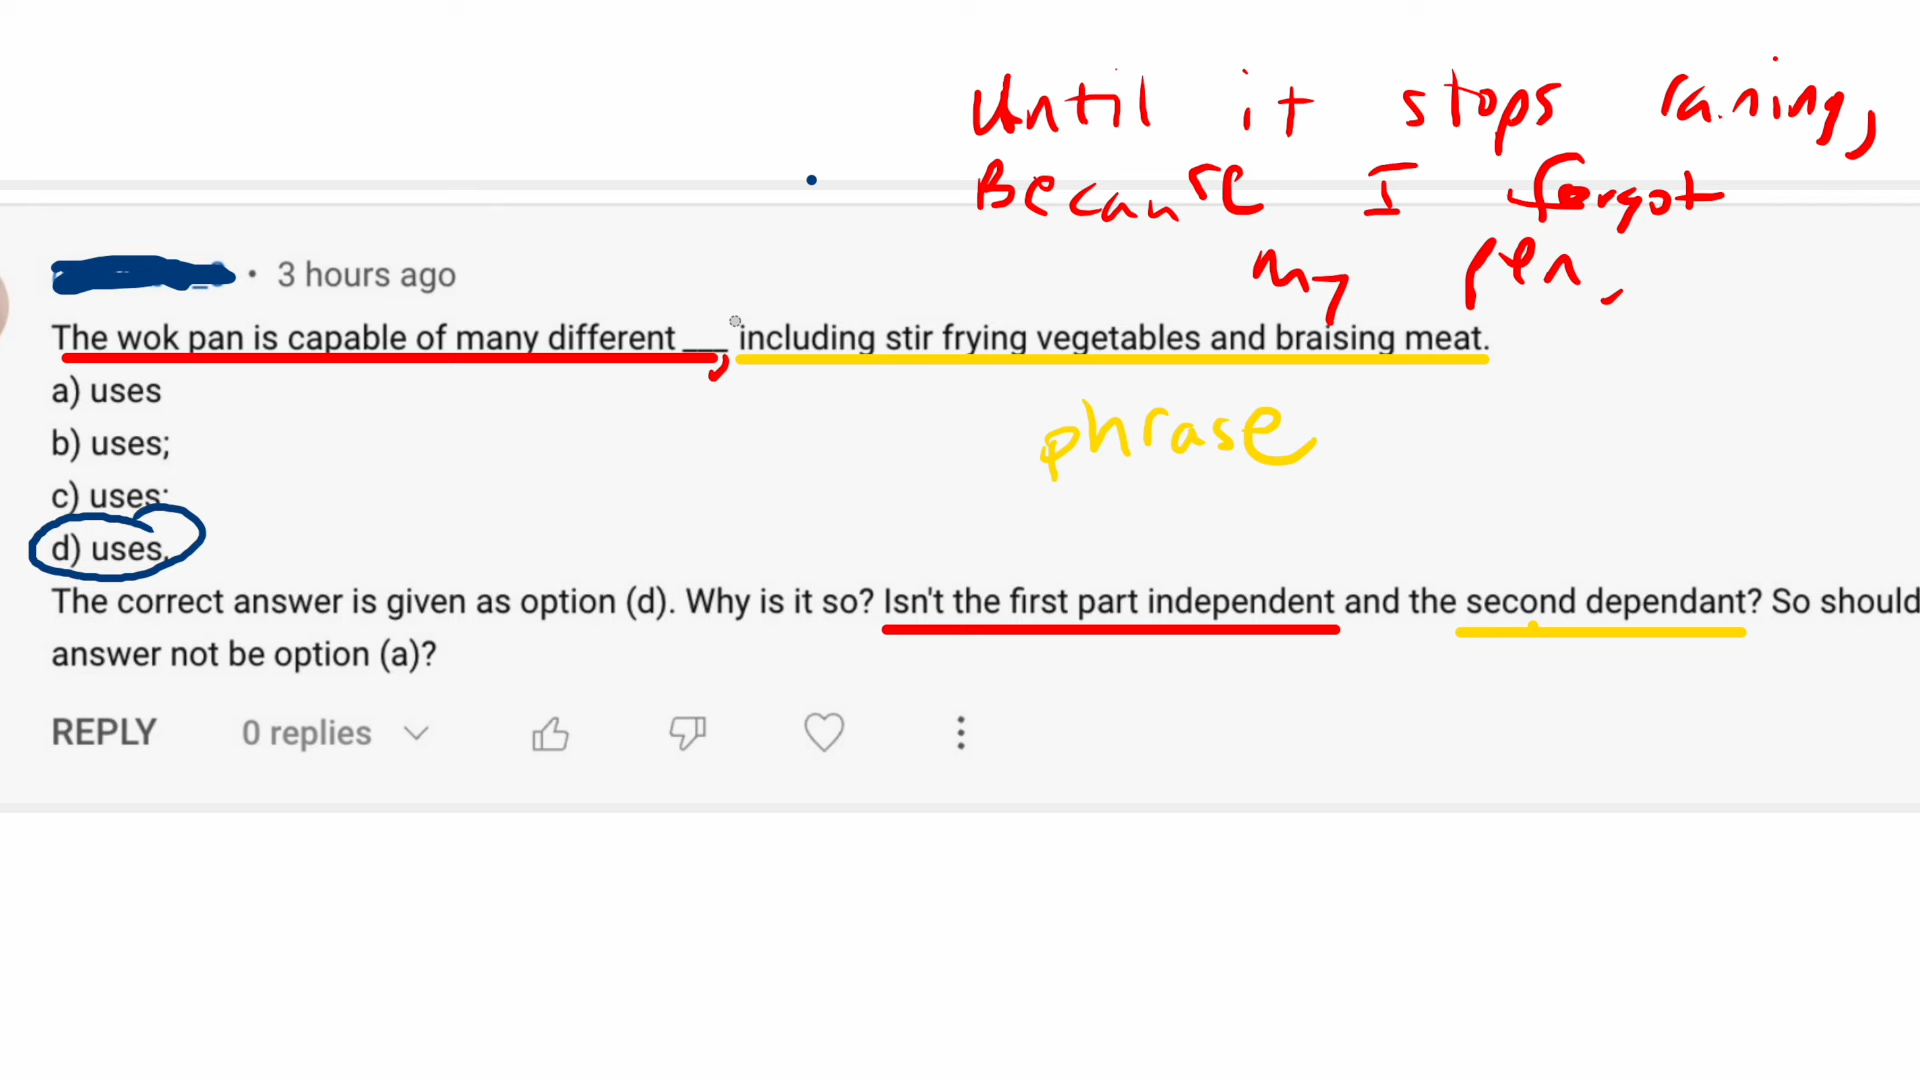 Until it stops raining,
Because I forgot
my pen.
• 3 hours ago
The wok pan is capable of many different ___, including stir frying vegetables and braising meat.
phrase
a) uses
b) uses;
c) uses:
d) uses,
The correct answer is given as option (d). Why is it so? Isn't the first part independent and the second dependant? So should
answer not be option (a)?
REPLY 0 replies